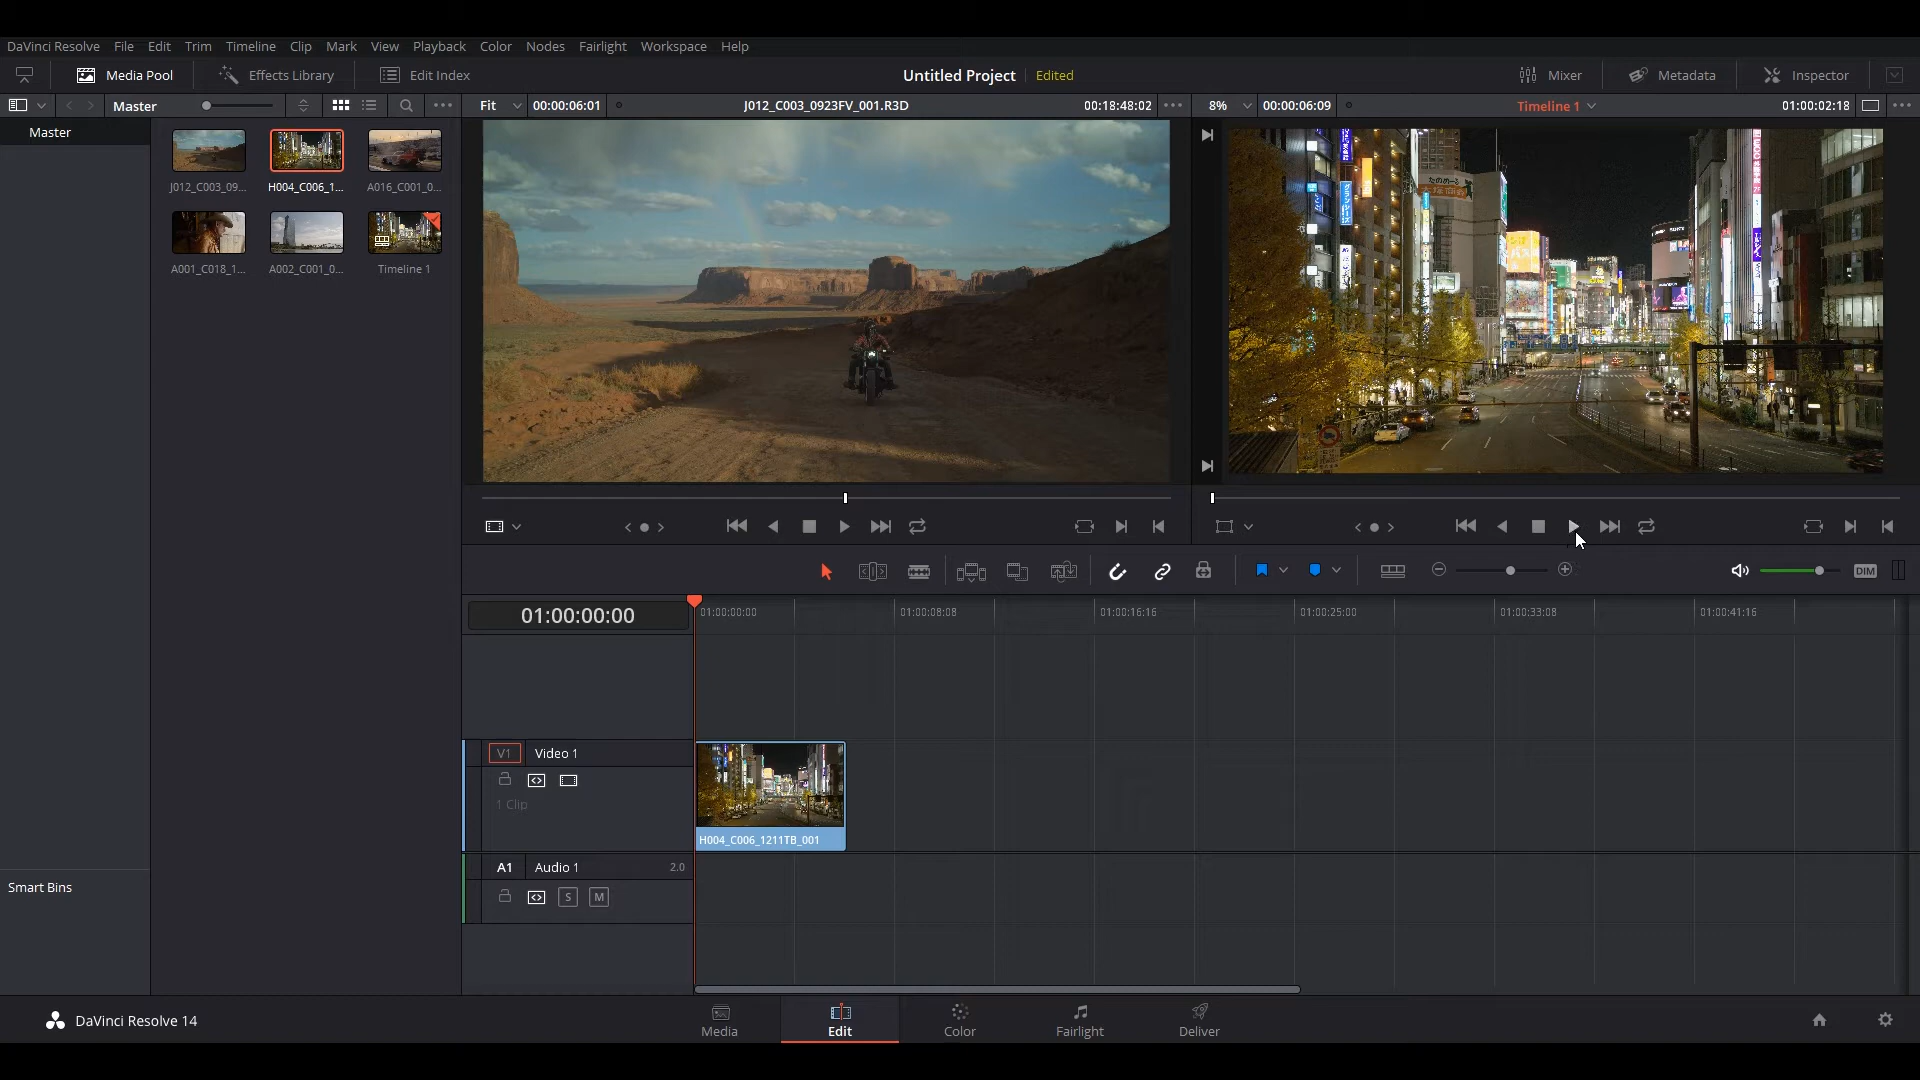 DaVinci Resolve File Edit Trim Timeline Clip Mark View Playback Color Nodes Fairlight Workspace Help
Media Pool Effects Library Edit Index Untitled Project Edited Mixer Metadata Inspector
Master Fit 00:00:06:01 J012_C003_0923FV_001.R3D 00:18:48:02 8% 00:00:06:09 Timeline 1 01:00:02:18
Master
J012_C003_09... H004_C006_1... A016_C001_0...
A001_C018_1... A002_C001_0... Timeline 1
たのめーる
DIM
01:00:00:00 01:00:00:00 01:00:08:08 01:00:16:16 01:00:25:00 01:00:33:08 01:00:41:16
V1 Video 1
1 Clip
H004_C006_1211TB_001
A1 Audio 1 2.0
S M
Smart Bins
DaVinci Resolve 14
Media Edit Color Fairlight Deliver